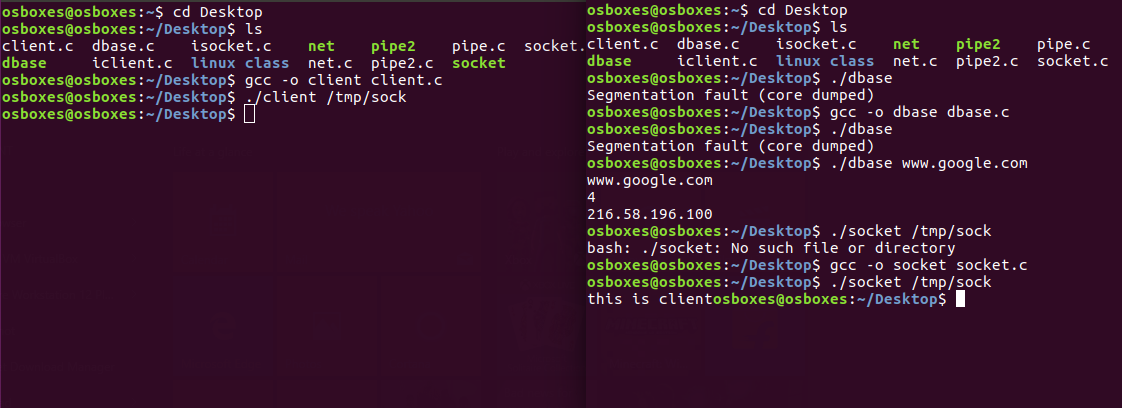 osboxes@osboxes:~$ cd Desktop
osboxes@osboxes:~/Desktop$ ls
client.c dbase.c isocket.c net pipe2 pipe.c socket.
dbase iclient.c linux class net.c pipe2.c socket
osboxes@osboxes:~/Desktop$ gcc -o client client.c
osboxes@osboxes:~/Desktop$ ./client /tmp/sock
osboxes@osboxes:~/Desktop$
osboxes@osboxes:~$ cd Desktop
osboxes@osboxes:~/Desktop$ ls
client.c dbase.c isocket.c net pipe2 pipe.c
dbase iclient.c linux class net.c pipe2.c socket.c
osboxes@osboxes:~/Desktop$ ./dbase
Segmentation fault (core dumped)
osboxes@osboxes:~/Desktop$ gcc -o dbase dbase.c
osboxes@osboxes:~/Desktop$ ./dbase
Segmentation fault (core dumped)
osboxes@osboxes:~/Desktop$ ./dbase www.google.com
www.google.com
4
216.58.196.100
osboxes@osboxes:~/Desktop$ ./socket /tmp/sock
bash: ./socket: No such file or directory
osboxes@osboxes:~/Desktop$ gcc -o socket socket.c
osboxes@osboxes:~/Desktop$ ./socket /tmp/sock
this is clientosboxes@osboxes:~/Desktop$